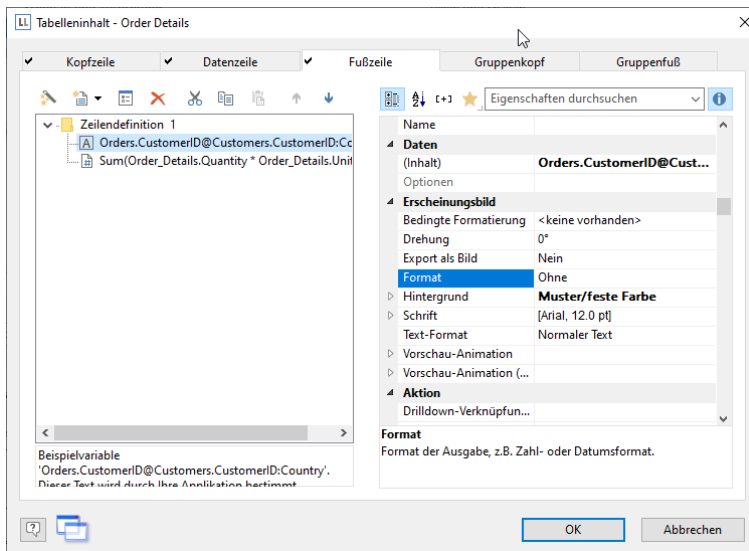 LL Tabelleninhalt - Order Details
Kopfzeile Datenzeile Fußzeile Gruppenkopf Gruppenfuß
Eigenschaften durchsuchen
Zeilendefinition 1
A Orders.CustomerID@Customers.CustomerID:Co
Sum(Order_Details.Quantity * Order_Details.Unit
Name
Daten
(Inhalt) Orders.CustomerID@Cust...
Optionen
Erscheinungsbild
Bedingte Formatierung <keine vorhanden>
Drehung 0°
Export als Bild Nein
Format Ohne
Hintergrund Muster/feste Farbe
Schrift [Arial, 12.0 pt]
Text-Format Normaler Text
Vorschau-Animation
Vorschau-Animation (...
Aktion
Drilldown-Verknüpfun...
Beispielvariable
'Orders.CustomerID@Customers.CustomerID:Country'.
Dieser Text wird durch Ihre Applikation bestimmt
Format
Format der Ausgabe, z.B. Zahl- oder Datumsformat.
OK Abbrechen